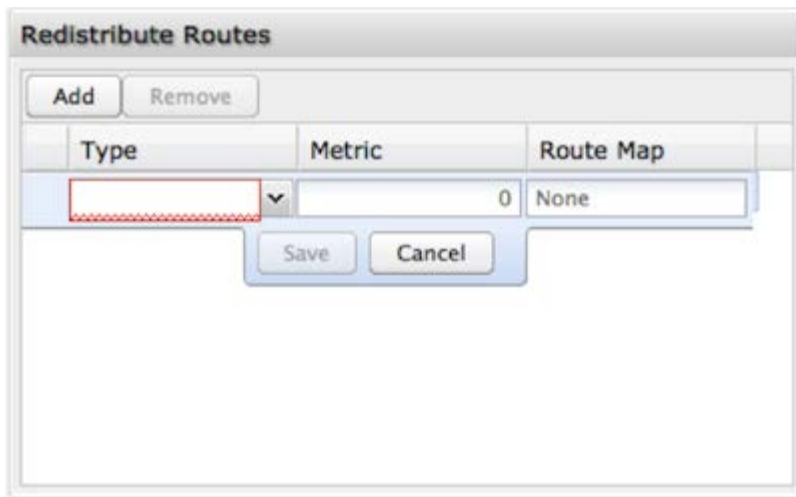 Redistribute Routes
Add Remove
Type Metric Route Map
0 None
Save Cancel